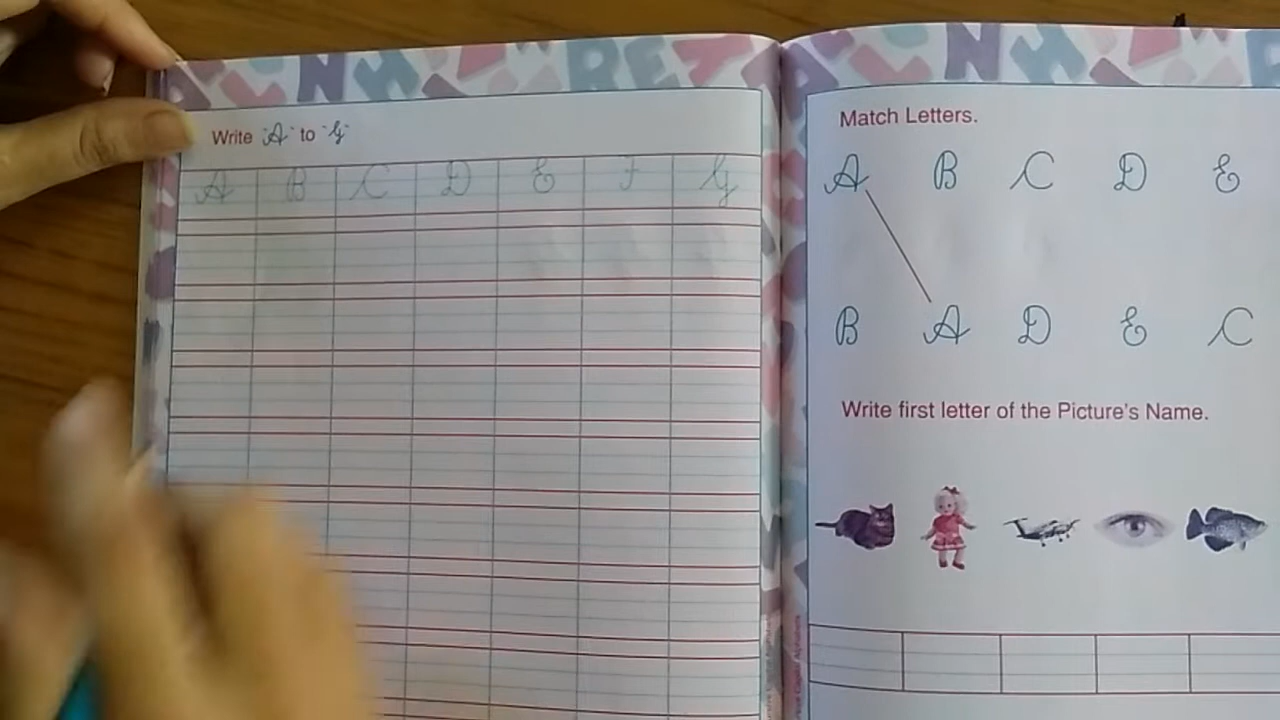 Write "A" to "G"
A B C D E F G
Match Letters.
A B C D E
B A D E C
Write first letter of the Picture's Name.